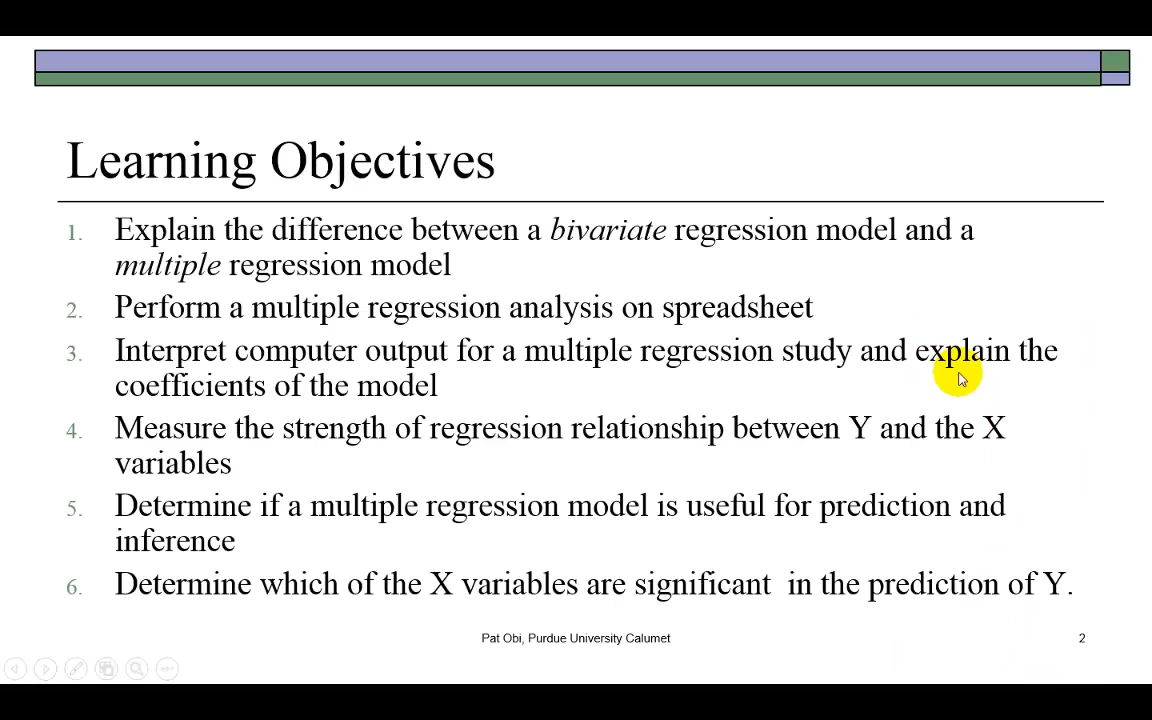 Learning Objectives
1. Explain the difference between a bivariate regression model and a
multiple regression model
2. Perform a multiple regression analysis on spreadsheet
3. Interpret computer output for a multiple regression study and explain the
coefficients of the model
4. Measure the strength of regression relationship between Y and the X
variables
5. Determine if a multiple regression model is useful for prediction and
inference
6. Determine which of the X variables are significant  in the prediction of Y.
Pat Obi, Purdue University Calumet
2